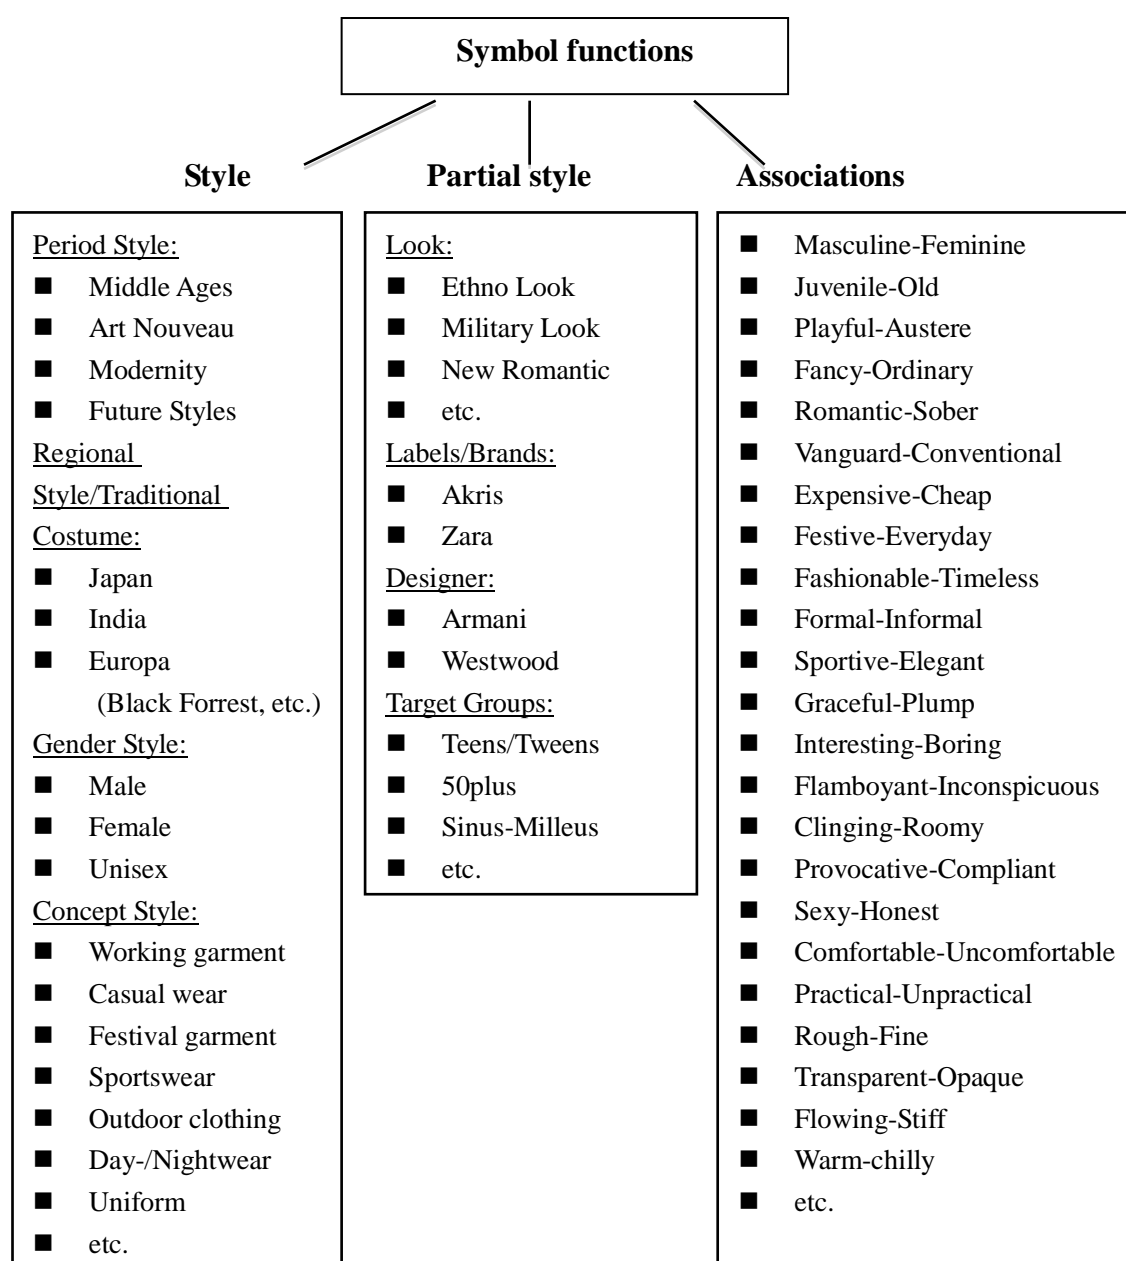 Symbol functions
Style
Partial style
Associations
Period Style:
■ Middle Ages
■ Art Nouveau
■ Modernity
■ Future Styles
Regional
Style/Traditional
Costume:
■ Japan
■ India
■ Europa
(Black Forrest, etc.)
Gender Style:
■ Male
■ Female
■ Unisex
Concept Style:
■ Working garment
■ Casual wear
■ Festival garment
■ Sportswear
■ Outdoor clothing
■ Day-/Nightwear
■ Uniform
■ etc.
Look:
■ Ethno Look
■ Military Look
■ New Romantic
■ etc.
Labels/Brands:
■ Akris
■ Zara
Designer:
■ Armani
■ Westwood
Target Groups:
■ Teens/Tweens
■ 50plus
■ Sinus-Milleus
■ etc.
■ Masculine-Feminine
■ Juvenile-Old
■ Playful-Austere
■ Fancy-Ordinary
■ Romantic-Sober
■ Vanguard-Conventional
■ Expensive-Cheap
■ Festive-Everyday
■ Fashionable-Timeless
■ Formal-Informal
■ Sportive-Elegant
■ Graceful-Plump
■ Interesting-Boring
■ Flamboyant-Inconspicuous
■ Clinging-Roomy
■ Provocative-Compliant
■ Sexy-Honest
■ Comfortable-Uncomfortable
■ Practical-Unpractical
■ Rough-Fine
■ Transparent-Opaque
■ Flowing-Stiff
■ Warm-chilly
■ etc.